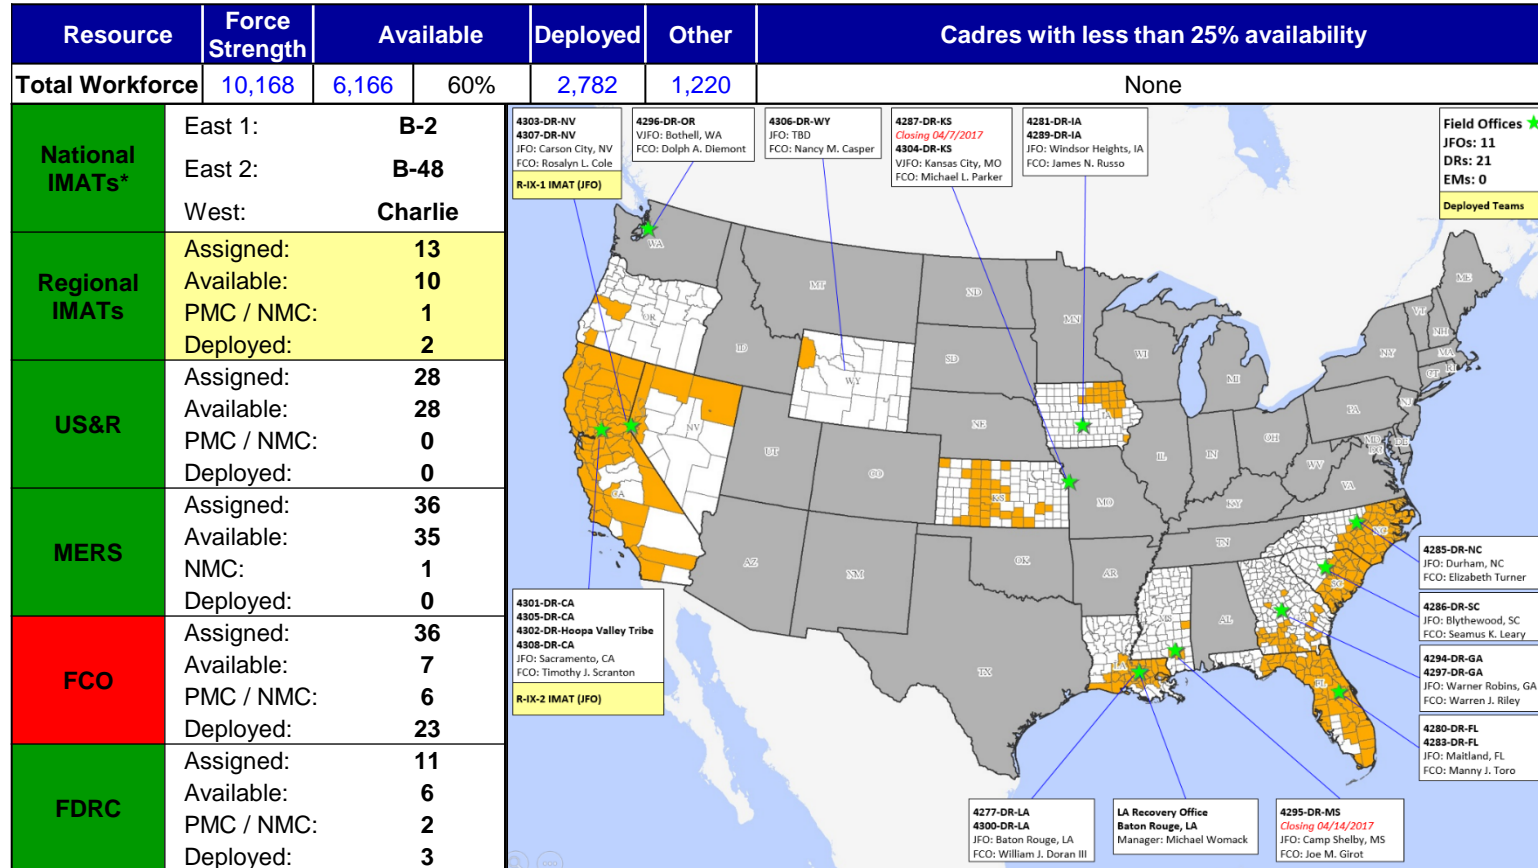 Resource Force Strength Available Deployed Other Cadres with less than 25% availability
Total Workforce 10,168 6,166 60% 2,782 1,220 None
National IMATs*
East 1: B-2
East 2: B-48
West: Charlie
Regional IMATs
Assigned: 13
Available: 10
PMC / NMC: 1
Deployed: 2
US&R
Assigned: 28
Available: 28
PMC / NMC: 0
Deployed: 0
MERS
Assigned: 36
Available: 35
NMC: 1
Deployed: 0
FCO
Assigned: 36
Available: 7
PMC / NMC: 6
Deployed: 23
FDRC
Assigned: 11
Available: 6
PMC / NMC: 2
Deployed: 3
4303-DR-NV
4307-DR-NV
JFO: Carson City, NV
FCO: Rosalyn L. Cole
R-IX-1 IMAT (JFO)
4296-DR-OR
VJFO: Bothell, WA
FCO: Dolph A. Diemont
4306-DR-WY
JFO: TBD
FCO: Nancy M. Casper
4287-DR-KS
Closing 04/7/2017
4304-DR-KS
VJFO: Kansas City, MO
FCO: Michael L. Parker
4281-DR-IA
4289-DR-IA
JFO: Windsor Heights, IA
FCO: James N. Russo
Field Offices
JFOs: 11
DRs: 21
EMs: 0
Deployed Teams
WA
MT
ND
MN
ME
VT
NH
OR
ID
SD
WI
MI
NY
MA
CT
RI
WY
NE
PA
NJ
NV
UT
CO
IL
IN
OH
MD
DE
DC
WV
VA
CA
KS
MO
KY
AZ
NM
OK
AR
TN
NC
SC
MS
AL
LA
TX
FL
4301-DR-CA
4305-DR-CA
4302-DR-Hoopa Valley Tribe
4308-DR-CA
JFO: Sacramento, CA
FCO: Timothy J. Scranton
R-IX-2 IMAT (JFO)
4285-DR-NC
JFO: Durham, NC
FCO: Elizabeth Turner
4286-DR-SC
JFO: Blythewood, SC
FCO: Seamus K. Leary
4294-DR-GA
4297-DR-GA
JFO: Warner Robins, GA
FCO: Warren J. Riley
4280-DR-FL
4283-DR-FL
JFO: Maitland, FL
FCO: Manny J. Toro
4277-DR-LA
4300-DR-LA
JFO: Baton Rouge, LA
FCO: William J. Doran III
LA Recovery Office
Baton Rouge, LA
Manager: Michael Womack
4295-DR-MS
Closing 04/14/2017
JFO: Camp Shelby, MS
FCO: Joe M. Girot